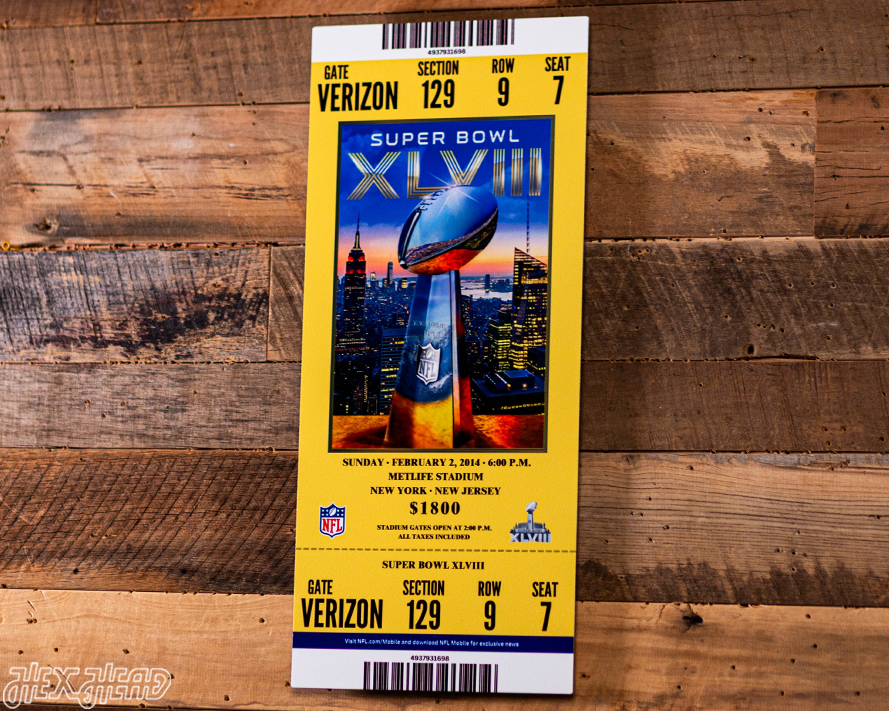 4937931698
GATE SECTION ROW SEAT
VERIZON 129 9 7
SUPER BOWL
XLVIII
NFL
SUNDAY · FEBRUARY 2, 2014 · 6:00 P.M.
METLIFE STADIUM
NEW YORK · NEW JERSEY
$1800
STADIUM GATES OPEN AT 2:00 P.M.
ALL TAXES INCLUDED
NFL
XLVIII
SUPER BOWL XLVIII
GATE SECTION ROW SEAT
VERIZON 129 9 7
Visit NFL.com/Mobile and download NFL Mobile for exclusive news
4937931698
ALEX AHEAD